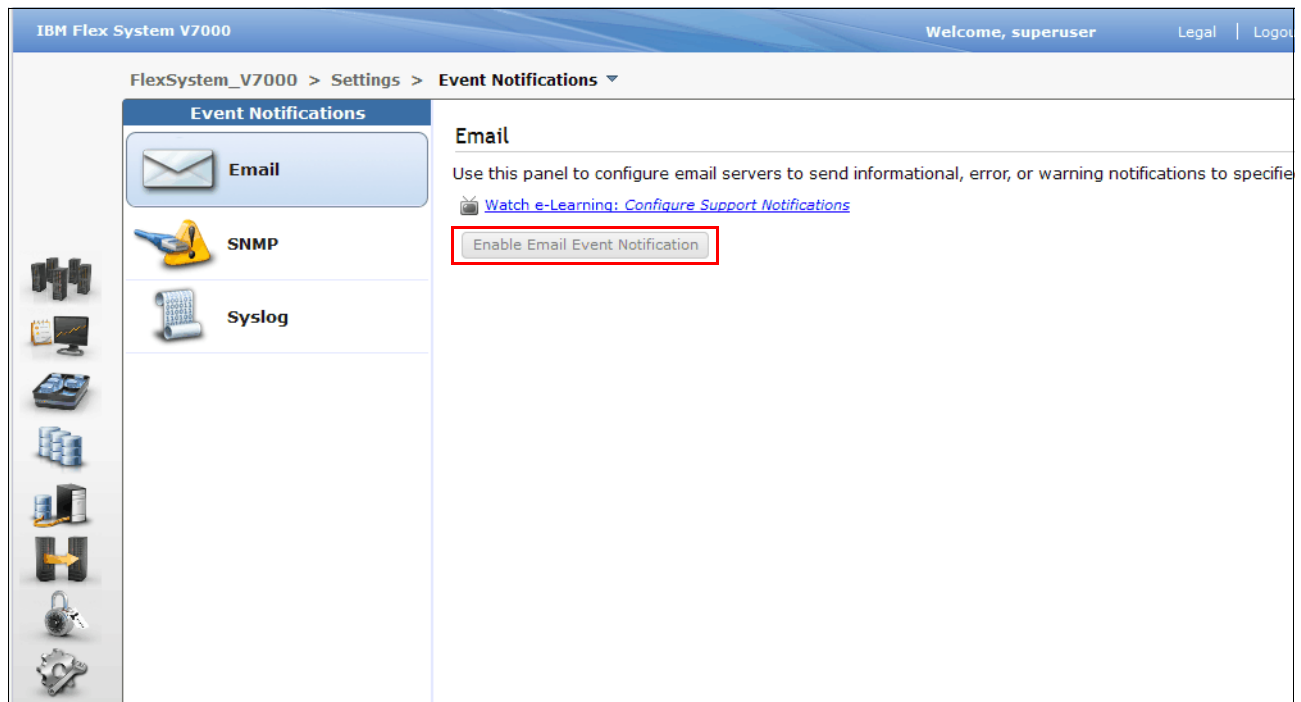 IBM Flex System V7000
Welcome, superuser
Legal | Logou
FlexSystem_V7000 > Settings > Event Notifications
Event Notifications
Email
SNMP
Syslog
Email
Use this panel to configure email servers to send informational, error, or warning notifications to specifie
Watch e-Learning: Configure Support Notifications
Enable Email Event Notification